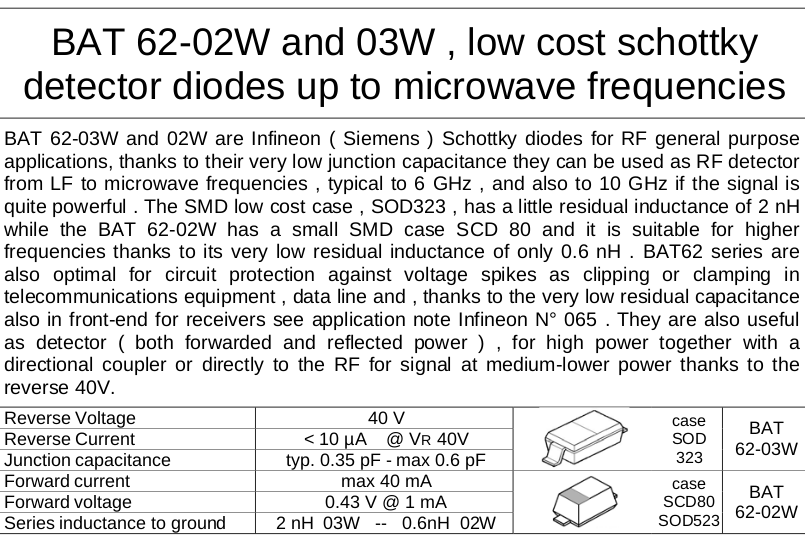 BAT 62-02W and 03W , low cost schottky
detector diodes up to microwave frequencies
BAT 62-03W and 02W are Infineon ( Siemens ) Schottky diodes for RF general purpose
applications, thanks to their very low junction capacitance they can be used as RF detector
from LF to microwave frequencies , typical to 6 GHz , and also to 10 GHz if the signal is
quite powerful . The SMD low cost case , SOD323 , has a little residual inductance of 2 nH
while the BAT 62-02W has a small SMD case SCD 80 and it is suitable for higher
frequencies thanks to its very low residual inductance of only 0.6 nH . BAT62 series are
also optimal for circuit protection against voltage spikes as clipping or clamping in
telecommunications equipment , data line and , thanks to the very low residual capacitance
also in front-end for receivers see application note Infineon N° 065 . They are also useful
as detector ( both forwarded and reflected power ) , for high power together with a
directional coupler or directly to the RF for signal at medium-lower power thanks to the
reverse 40V.
Reverse Voltage 40 V
Reverse Current < 10 µA @ VR 40V
Junction capacitance typ. 0.35 pF - max 0.6 pF
Forward current max 40 mA
Forward voltage 0.43 V @ 1 mA
Series inductance to ground 2 nH 03W -- 0.6nH 02W
case
SOD
323
BAT
62-03W
case
SCD80
SOD523
BAT
62-02W